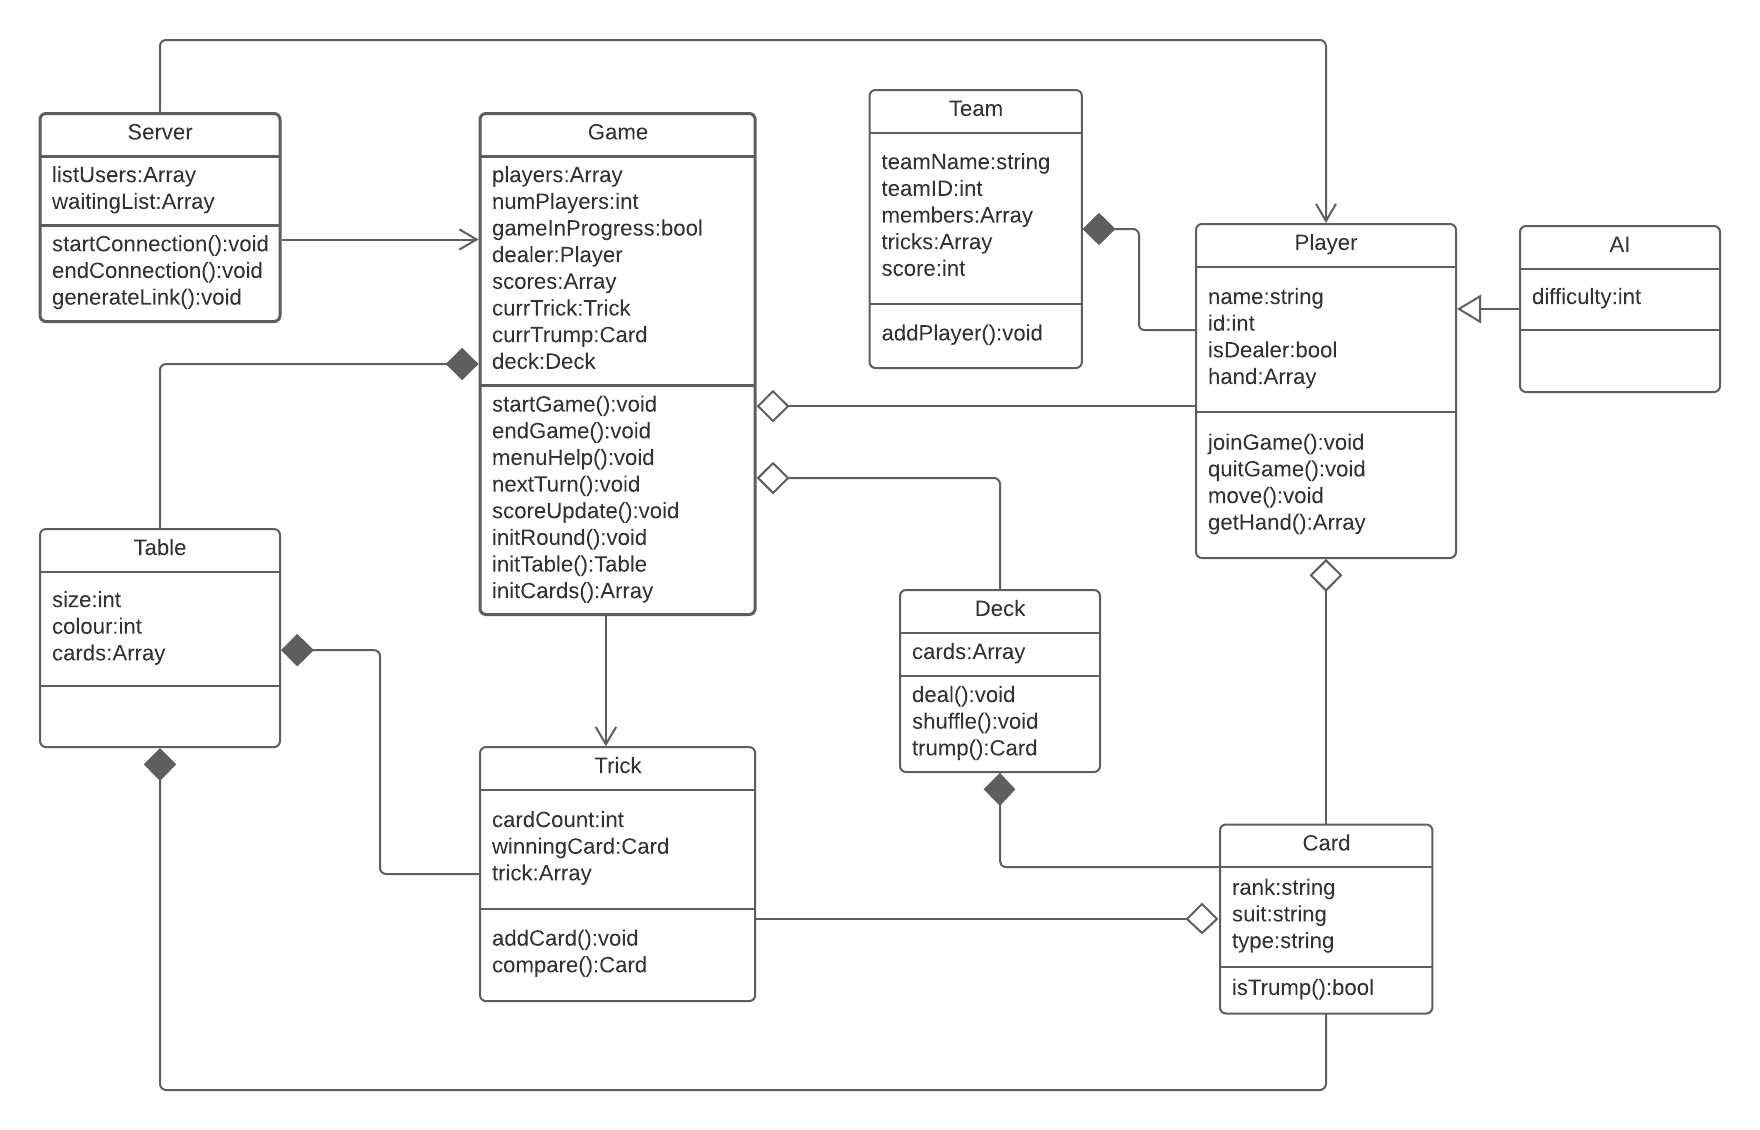 Server
listUsers:Array
waitingList:Array
startConnection():void
endConnection():void
generateLink():void
Game
players:Array
numPlayers:int
gameInProgress:bool
dealer:Player
scores:Array
currTrick:Trick
currTrump:Card
deck:Deck
startGame():void
endGame():void
menuHelp():void
nextTurn():void
scoreUpdate():void
initRound():void
initTable():Table
initCards():Array
Team
teamName:string
teamID:int
members:Array
tricks:Array
score:int
addPlayer():void
Player
name:string
id:int
isDealer:bool
hand:Array
joinGame():void
quitGame():void
move():void
getHand():Array
AI
difficulty:int
Table
size:int
colour:int
cards:Array
Trick
cardCount:int
winningCard:Card
trick:Array
addCard():void
compare():Card
Deck
cards:Array
deal():void
shuffle():void
trump():Card
Card
rank:string
suit:string
type:string
isTrump():bool